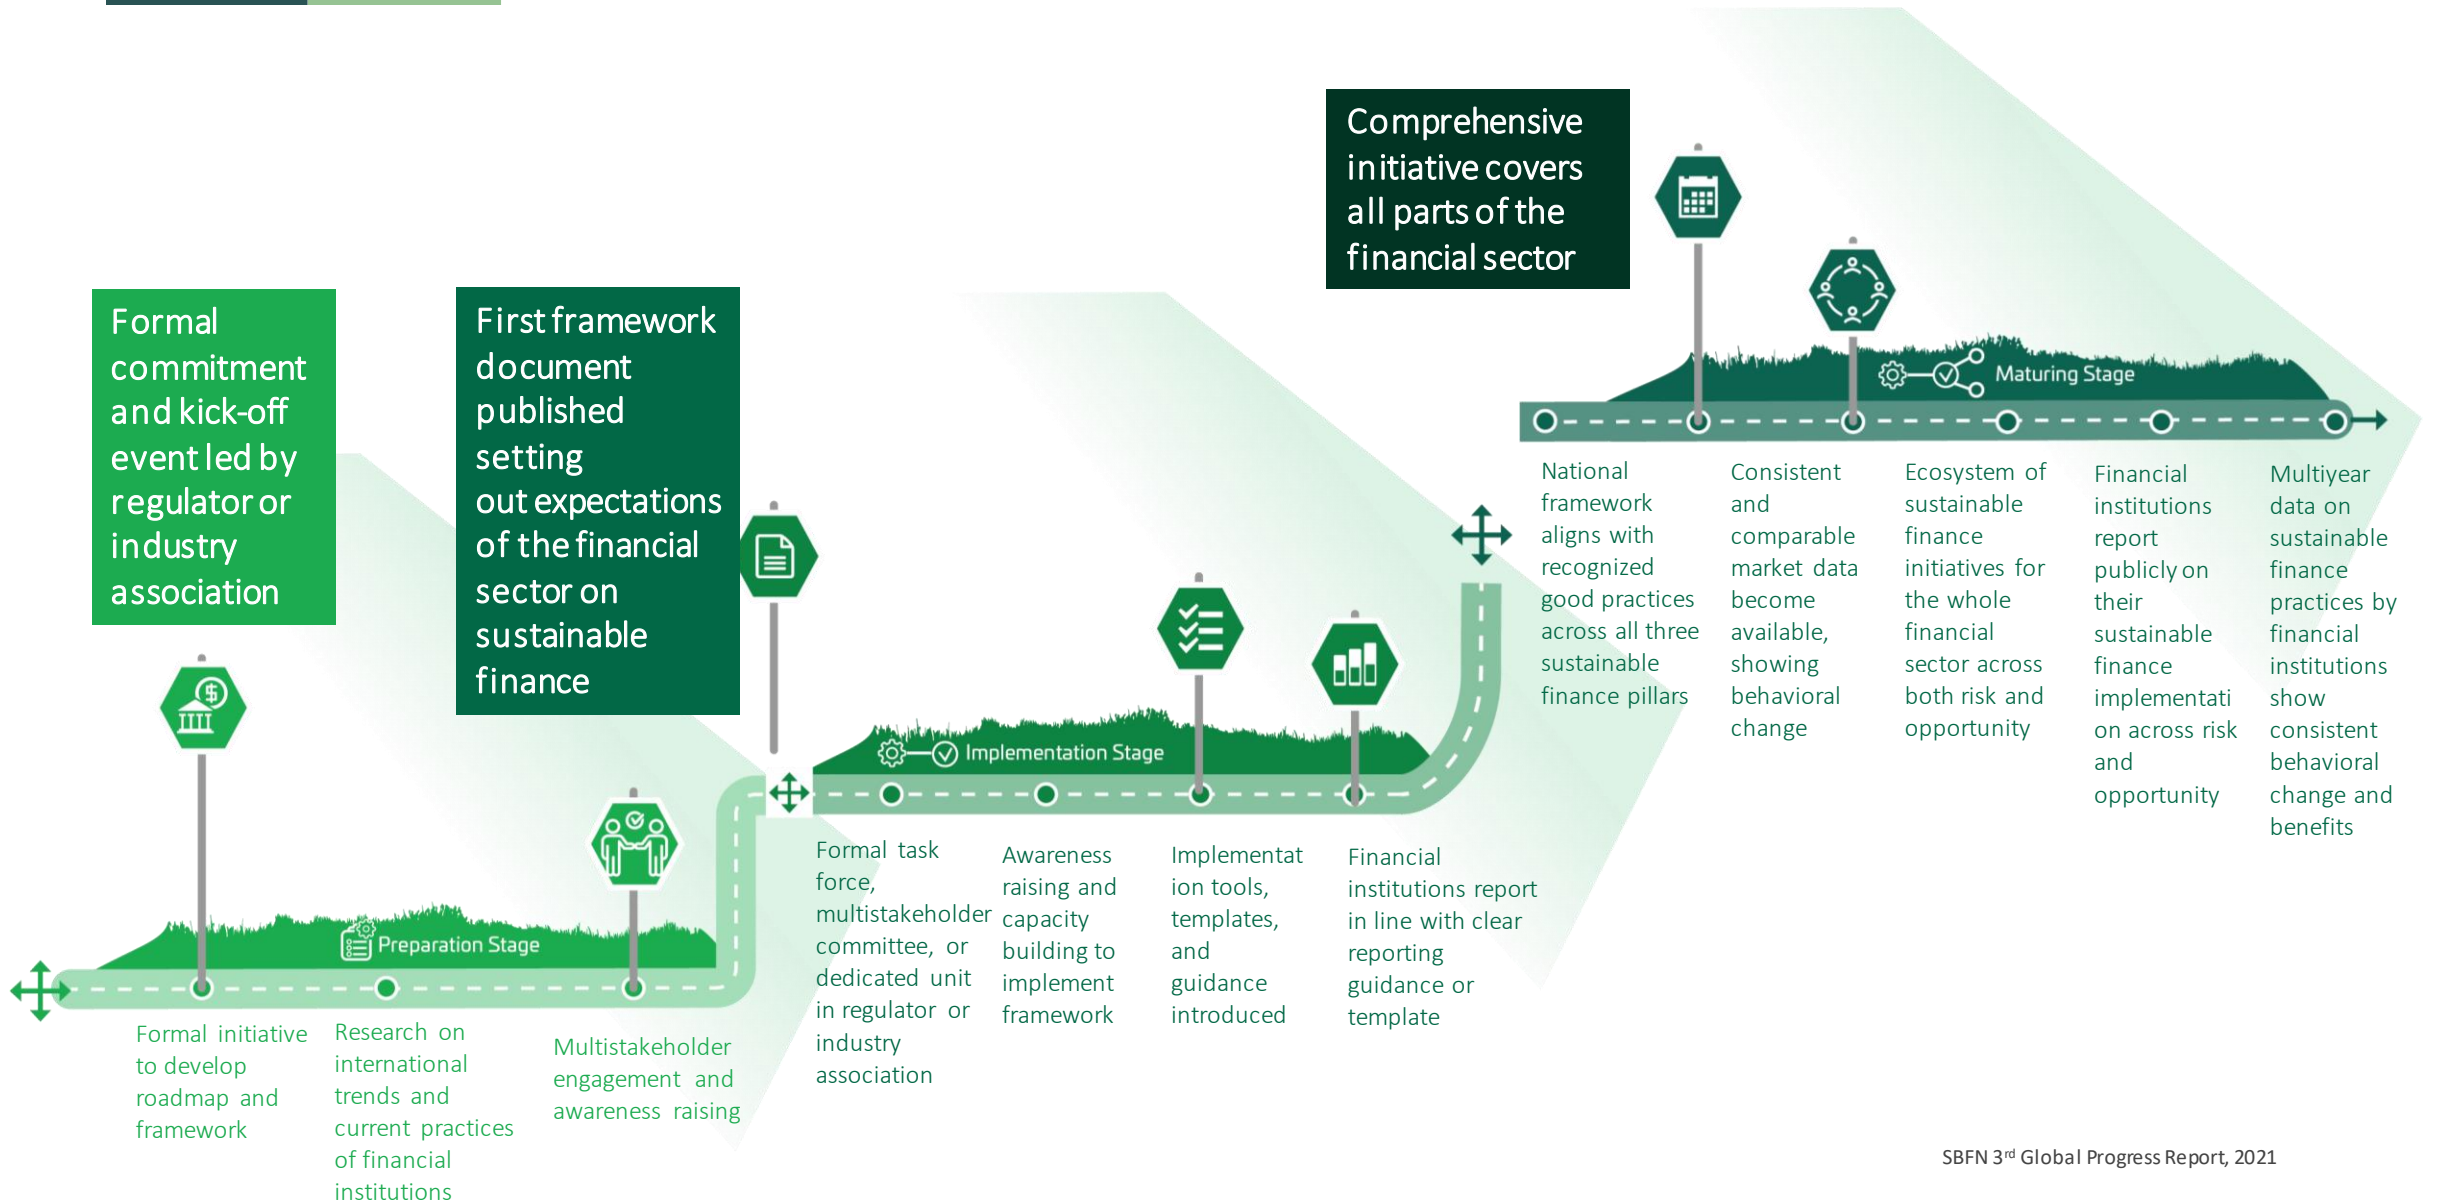 Comprehensive
initiative covers
all parts of the
financial sector
Formal
commitment
and kick-off
event led by
regulator or
industry
association
First framework
document
published
setting
out expectations
of the financial
sector on
sustainable
finance
Maturing Stage
National
framework
aligns with
recognized
good practices
across all three
sustainable
finance pillars
Consistent
and
comparable
market data
become
available,
showing
behavioral
change
Ecosystem of
sustainable
finance
initiatives for
the whole
financial
sector across
both risk and
opportunity
Financial
institutions
report
publicly on
their
sustainable
finance
implementati
on across risk
and
opportunity
Multiyear
data on
sustainable
finance
practices by
financial
institutions
show
consistent
behavioral
change and
benefits
Implementation Stage
Formal task
force,
multistakeholder
committee, or
dedicated unit
in regulator or
industry
association
Awareness
raising and
capacity
building to
implement
framework
Implementat
ion tools,
templates,
and
guidance
introduced
Financial
institutions report
in line with clear
reporting
guidance or
template
Preparation Stage
Formal initiative
to develop
roadmap and
framework
Research on
international
trends and
current practices
of financial
institutions
Multistakeholder
engagement and
awareness raising
SBFN 3rd Global Progress Report, 2021